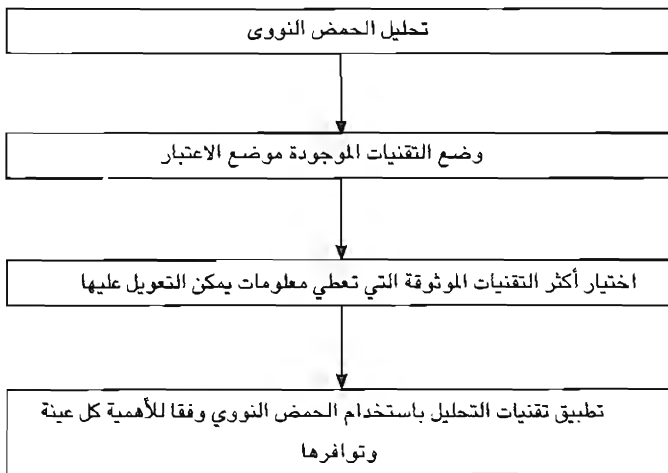 تحليل الحمض النووى
وضع التقنيات الموجودة موضع الاعتبار
اختيار أكثر التقنيات الموثوقة التي تعطي معلومات يمكن التعويل عليها
تطبيق تقنيات التحليل باستخدام الحمض النووي وفقا للأهمية كل عينة
وتوافرها